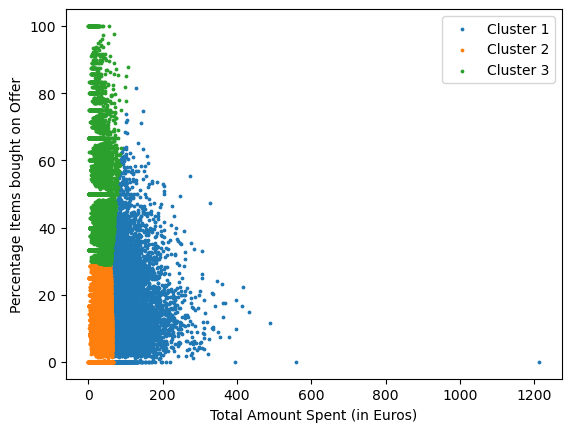 Percentage Items bought on Offer
100
80
60
40
20
0
0 200 400 600 800 1000 1200
Total Amount Spent (in Euros)
Cluster 1
Cluster 2
Cluster 3